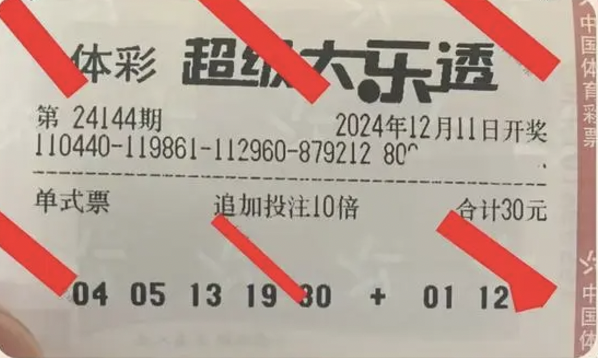 体彩 超级大乐透
第 24144期 2024年12月11日开奖
110440-119861-112960-879212 80
单式票 追加投注10倍 合计30元
04 05 13 19 30 + 01 12
中国体育彩票
中国体